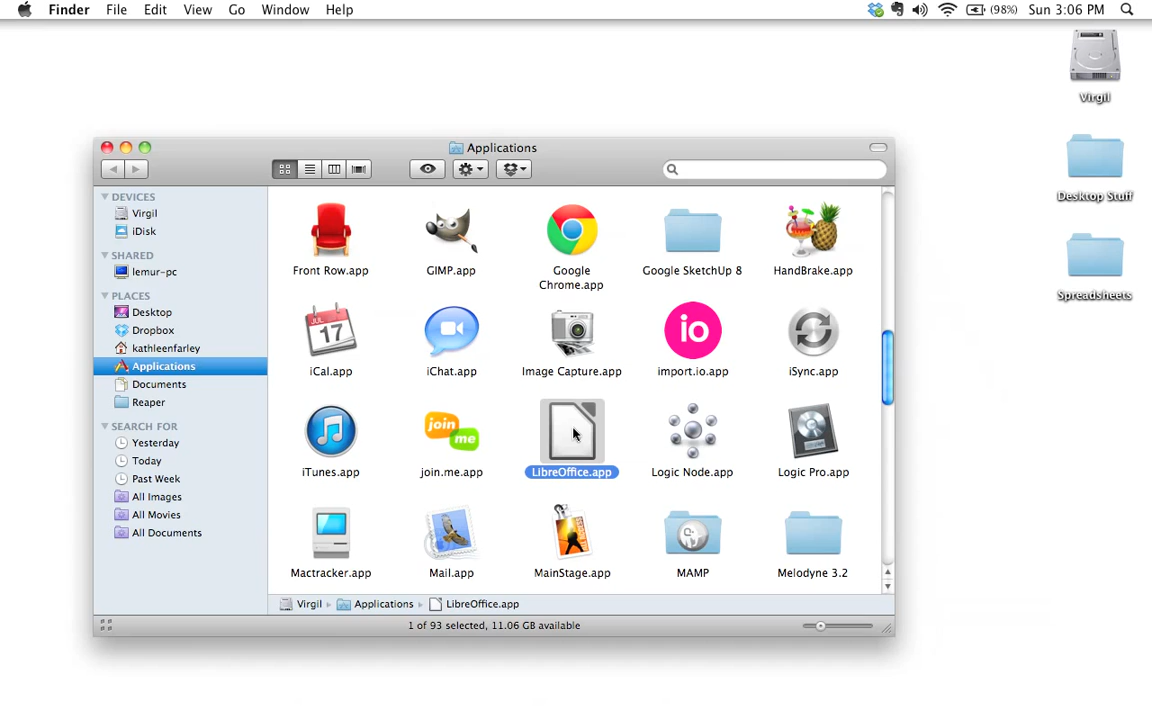 Finder File Edit View Go Window Help
(98%) Sun 3:06 PM
Virgil
Desktop Stuff
Spreadsheets
Applications
DEVICES
Virgil
iDisk
SHARED
lemur-pc
PLACES
Desktop
Dropbox
kathleenfarley
Applications
Documents
Reaper
SEARCH FOR
Yesterday
Today
Past Week
All Images
All Movies
All Documents
Front Row.app
GIMP.app
Google
Chrome.app
Google SketchUp 8
HandBrake.app
JUL
17
iCal.app
iChat.app
Image Capture.app
io
import.io.app
iSync.app
iTunes.app
join
me
join.me.app
LibreOffice.app
Logic Node.app
Logic Pro.app
Mactracker.app
Mail.app
MainStage.app
MAMP
Melodyne 3.2
Virgil Applications LibreOffice.app
1 of 93 selected, 11.06 GB available